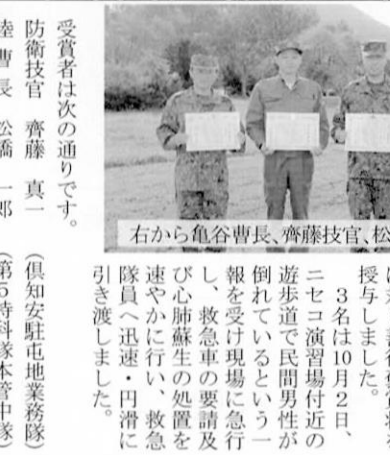 右から亀谷曹長、齊藤技官、松
授与しました。
３名は10月２日、
ニセコ演習場付近の
遊歩道で民間男性が
倒れているという一
報を受け現場に急行
し、救急車の要請及
び心肺蘇生の処置を
速やかに行い、救急
隊員へ迅速・円滑に
引き渡しました。
受賞者は次の通りです。
防衛技官　齊藤　真一　（倶知安駐屯地業務隊）
陸曹長　松橋　一郎　（第５特科隊本管中隊）